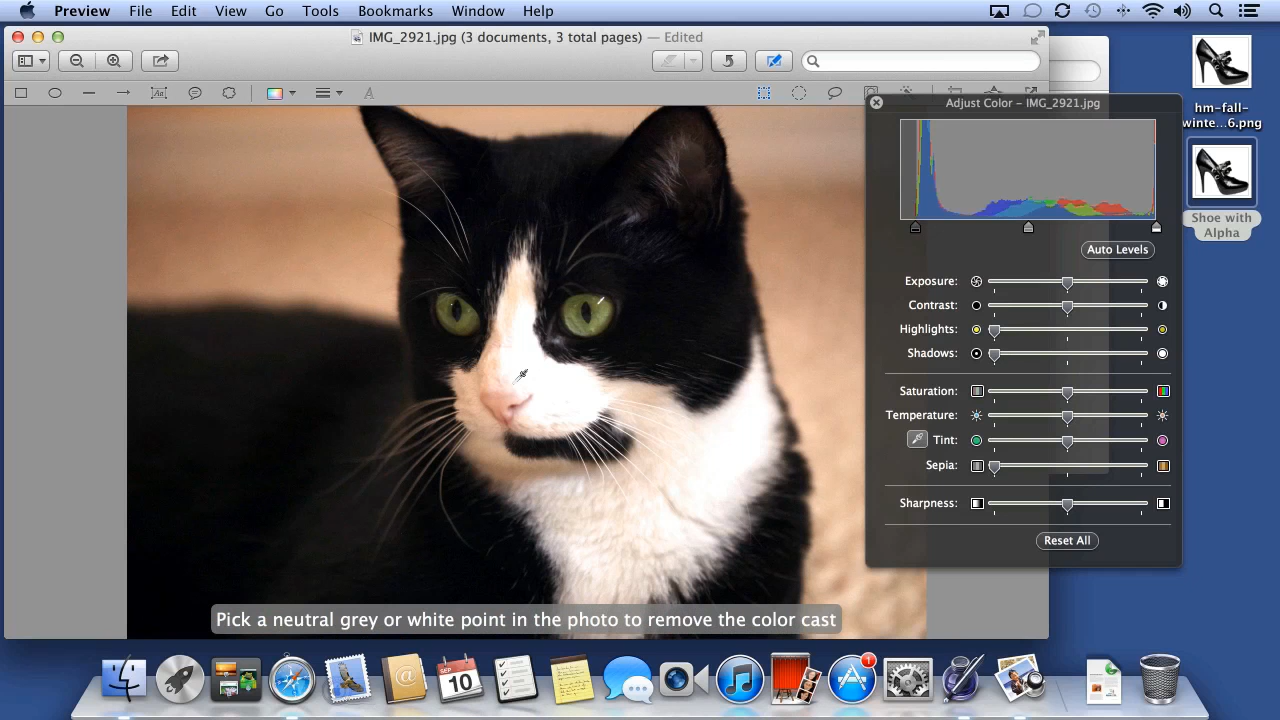 Preview File Edit View Go Tools Bookmarks Window Help
IMG_2921.jpg (3 documents, 3 total pages) — Edited
Aa
A
Adjust Color – IMG_2921.jpg
Auto Levels
Exposure:
Contrast:
Highlights:
Shadows:
Saturation:
Temperature:
Tint:
Sepia:
Sharpness:
Reset All
hm-fall-
winte...6.png
Shoe with
Alpha
Pick a neutral grey or white point in the photo to remove the color cast
SEP
10
1